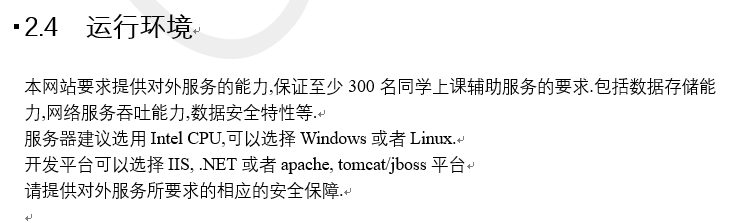 2.4 运行环境
本网站要求提供对外服务的能力,保证至少 300 名同学上课辅助服务的要求.包括数据存储能
力,网络服务吞吐能力,数据安全特性等.
服务器建议选用 Intel CPU,可以选择 Windows 或者 Linux.
开发平台可以选择 IIS, .NET 或者 apache, tomcat/jboss 平台
请提供对外服务所要求的相应的安全保障.